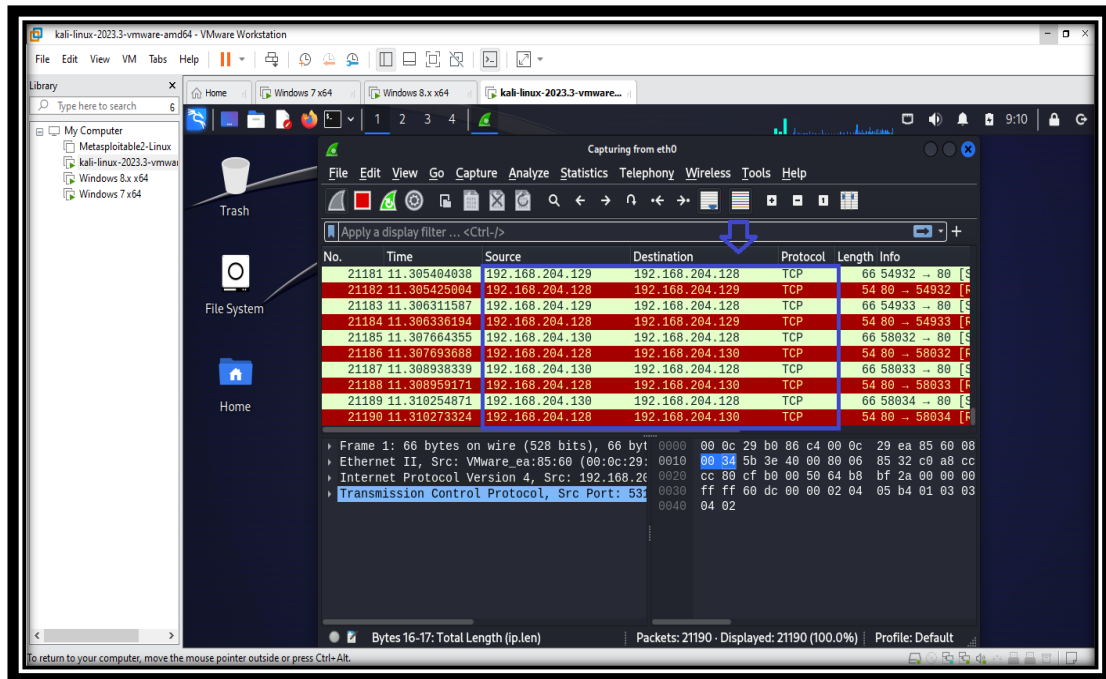 kali-linux-2023.3-vmware-amd64 - VMware Workstation
File Edit View VM Tabs Help
Library
Type here to search
6
My Computer
Metasploitable2-Linux
kali-linux-2023.3-vmwar
Windows 8.x x64
Windows 7 x64
Home Windows 7 x64 Windows 8.x x64 kali-linux-2023.3-vmware...
1 2 3 4 9:10
Trash
File System
Home
Capturing from eth0
File Edit View Go Capture Analyze Statistics Telephony Wireless Tools Help
Apply a display filter ... <Ctrl-/>
No. Time Source Destination Protocol Length Info
21181 11.305404038 192.168.204.129 192.168.204.128 TCP 66 54932 → 80 [S
21182 11.305425004 192.168.204.128 192.168.204.129 TCP 54 80 → 54932 [R
21183 11.306311587 192.168.204.129 192.168.204.128 TCP 66 54933 → 80 [S
21184 11.306336194 192.168.204.128 192.168.204.129 TCP 54 80 → 54933 [R
21185 11.307664355 192.168.204.130 192.168.204.128 TCP 66 58032 → 80 [S
21186 11.307693688 192.168.204.128 192.168.204.130 TCP 54 80 → 58032 [R
21187 11.308938339 192.168.204.130 192.168.204.128 TCP 66 58033 → 80 [S
21188 11.308959171 192.168.204.128 192.168.204.130 TCP 54 80 → 58033 [R
21189 11.310254871 192.168.204.130 192.168.204.128 TCP 66 58034 → 80 [S
21190 11.310273324 192.168.204.128 192.168.204.130 TCP 54 80 → 58034 [R
Frame 1: 66 bytes on wire (528 bits), 66 byt
Ethernet II, Src: VMware_ea:85:60 (00:0c:29:
Internet Protocol Version 4, Src: 192.168.20
Transmission Control Protocol, Src Port: 531
0000 00 0c 29 b0 86 c4 00 0c 29 ea 85 60 08
0010 00 34 5b 3e 40 00 80 06 85 32 c0 a8 cc
0020 cc 80 cf b0 00 50 64 b8 bf 2a 00 00 00
0030 ff ff 60 dc 00 00 02 04 05 b4 01 03 03
0040 04 02
Bytes 16-17: Total Length (ip.len) Packets: 21190 · Displayed: 21190 (100.0%) Profile: Default
To return to your computer, move the mouse pointer outside or press Ctrl+Alt.